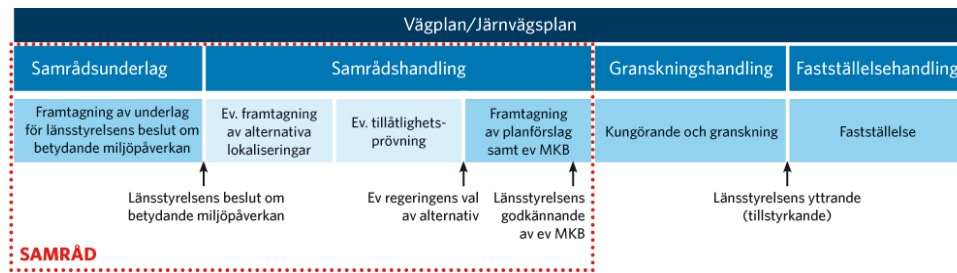 Vägplan/Järnvägsplan
Samrådsunderlag
Samrådshandling
Granskningshandling
Fastställelsehandling
Framtagning av underlag
för länsstyrelsens beslut om
betydande miljöpåverkan
Ev. framtagning
av alternativa
lokaliseringar
Ev. tillåtlighets-
prövning
Framtagning
av planförslag
samt ev MKB
Kungörande och granskning
Fastställelse
Länsstyrelsens beslut om
betydande miljöpåverkan
Ev regeringens val
av alternativ
Länsstyrelsens
godkännande
av ev MKB
Länsstyrelsens yttrande
(tillstyrkande)
SAMRÅD